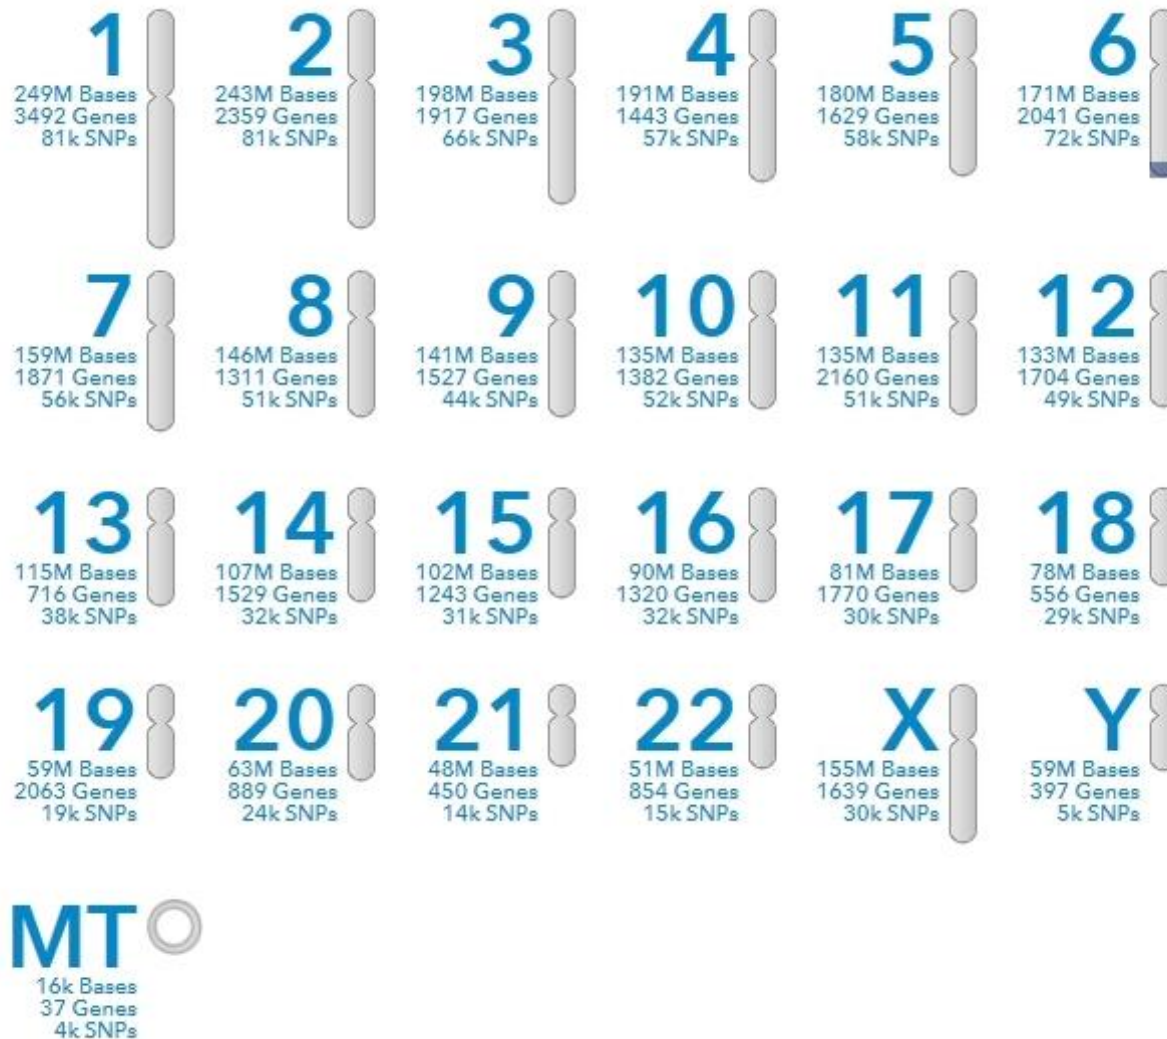 1
249M Bases
3492 Genes
81k SNPs
2
243M Bases
2359 Genes
81k SNPs
3
198M Bases
1917 Genes
66k SNPs
4
191M Bases
1443 Genes
57k SNPs
5
180M Bases
1629 Genes
58k SNPs
6
171M Bases
2041 Genes
72k SNPs
7
159M Bases
1871 Genes
56k SNPs
8
146M Bases
1311 Genes
51k SNPs
9
141M Bases
1527 Genes
44k SNPs
10
135M Bases
1382 Genes
52k SNPs
11
135M Bases
2160 Genes
51k SNPs
12
133M Bases
1704 Genes
49k SNPs
13
115M Bases
716 Genes
38k SNPs
14
107M Bases
1529 Genes
32k SNPs
15
102M Bases
1243 Genes
31k SNPs
16
90M Bases
1320 Genes
32k SNPs
17
81M Bases
1770 Genes
30k SNPs
18
78M Bases
556 Genes
29k SNPs
19
59M Bases
2063 Genes
19k SNPs
20
63M Bases
889 Genes
24k SNPs
21
48M Bases
450 Genes
14k SNPs
22
51M Bases
854 Genes
15k SNPs
X
155M Bases
1639 Genes
30k SNPs
Y
59M Bases
397 Genes
5k SNPs
MT
16k Bases
37 Genes
4k SNPs